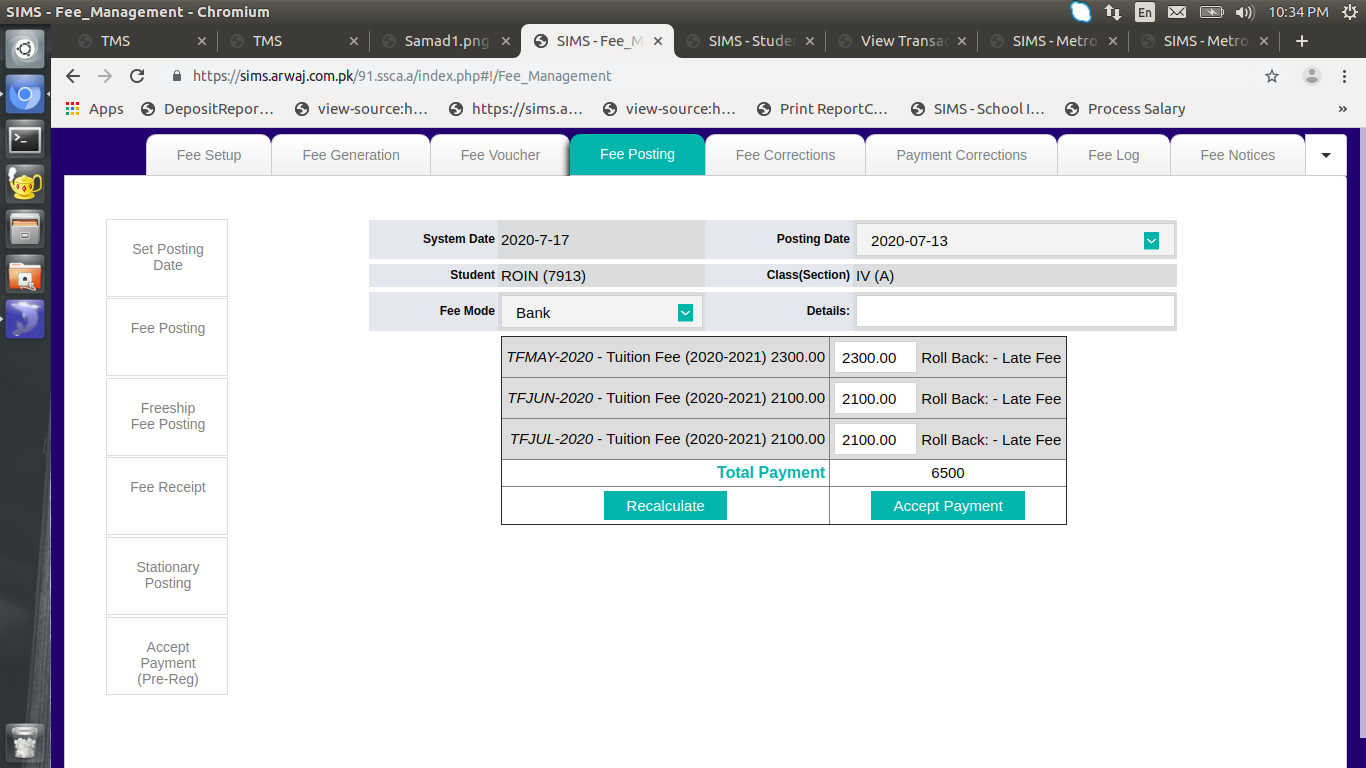 SIMS - Fee_Management - Chromium
En
10:34 PM
TMS
TMS
Samad1.png
SIMS - Fee_M
SIMS - Stude
View Transac
SIMS - Metro
SIMS - Metro
https://sims.arwaj.com.pk/91.ssca.a/index.php#!/Fee_Management
Apps
DepositRepor...
view-source:h...
https://sims.a...
view-source:h...
Print ReportC...
SIMS - School I...
Process Salary
»
Fee Setup
Fee Generation
Fee Voucher
Fee Posting
Fee Corrections
Payment Corrections
Fee Log
Fee Notices
Set Posting
Date
Fee Posting
Freeship
Fee Posting
Fee Receipt
Stationary
Posting
Accept
Payment
(Pre-Reg)
System Date 2020-7-17 Posting Date 2020-07-13
Student ROIN (7913) Class(Section) IV (A)
Fee Mode Bank Details:
TFMAY-2020 - Tuition Fee (2020-2021) 2300.00 2300.00 Roll Back: - Late Fee
TFJUN-2020 - Tuition Fee (2020-2021) 2100.00 2100.00 Roll Back: - Late Fee
TFJUL-2020 - Tuition Fee (2020-2021) 2100.00 2100.00 Roll Back: - Late Fee
Total Payment 6500
Recalculate Accept Payment